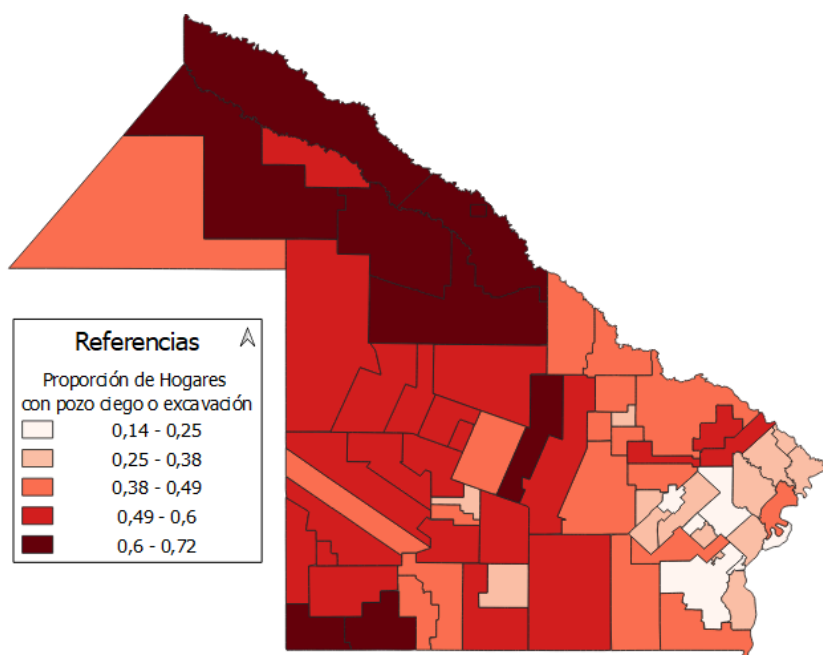 Referencias
Proporción de Hogares
con pozo ciego o excavación
0,14 - 0,25
0,25 - 0,38
0,38 - 0,49
0,49 - 0,6
0,6 - 0,72